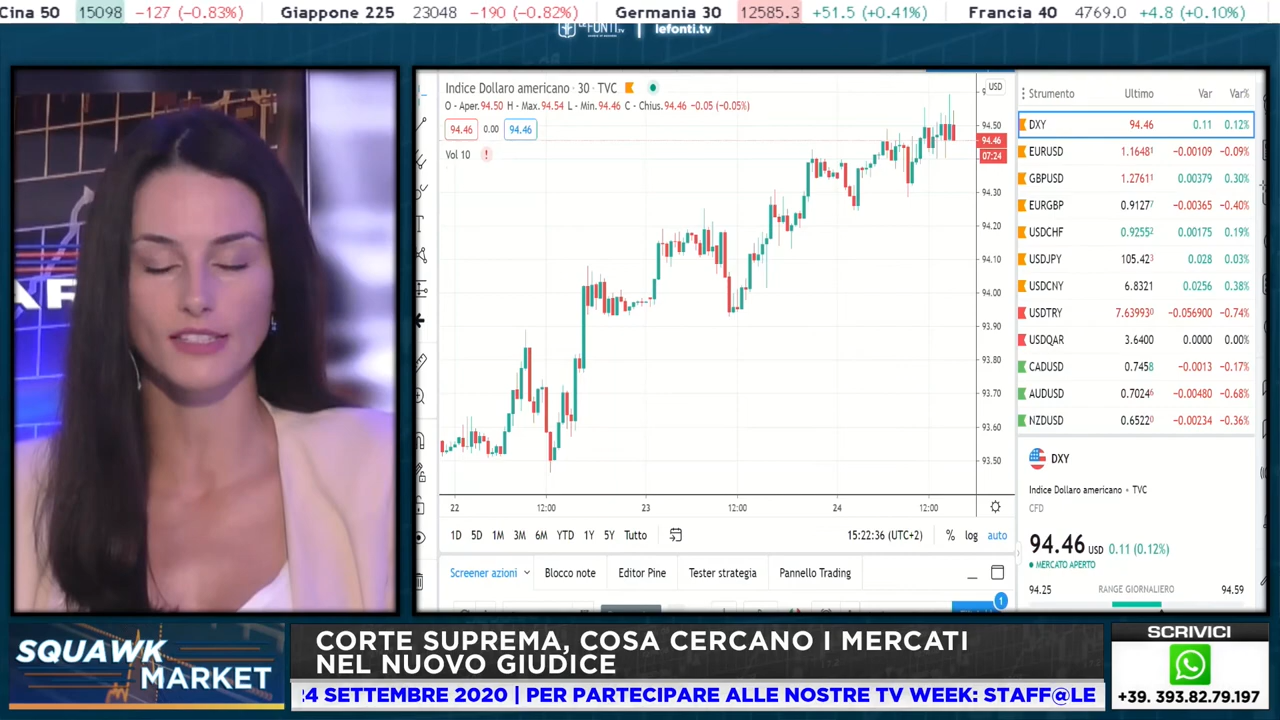 Cina 50 15098 −127 (−0.83%) Giappone 225 23048 −190 (−0.82%) Germania 30 12585.3 +51.5 (+0.41%) Francia 40 4769.0 +4.8 (+0.10%)
LEFONTI.TV lefonti.tv
Indice Dollaro americano · 30 · TVC
O - Aper.94.50 H - Max.94.54 L - Min.94.46 C - Chius.94.46 −0.05 (−0.05%)
94.46 0.00 94.46
Vol 10 !
USD
94.50
94.46
07:24
94.30
94.20
94.10
94.00
93.90
93.80
93.70
93.60
93.50
22 12:00 23 12:00 24 12:00
1D 5D 1M 3M 6M YTD 1Y 5Y Tutto 15:22:36 (UTC+2) % log auto
Screener azioni Blocco note Editor Pine Tester strategia Pannello Trading
1
Strumento Ultimo Var Var%
DXY 94.46 0.11 0.12%
EURUSD 1.16481 −0.00109 −0.09%
GBPUSD 1.27611 0.00379 0.30%
EURGBP 0.91277 −0.00365 −0.40%
USDCHF 0.92552 0.00175 0.19%
USDJPY 105.423 0.028 0.03%
USDCNY 6.8321 0.0256 0.38%
USDTRY 7.639930 −0.056900 −0.74%
USDQAR 3.6400 0.0000 0.00%
CADUSD 0.7458 −0.0013 −0.17%
AUDUSD 0.70246 −0.00480 −0.68%
NZDUSD 0.65220 −0.00234 −0.36%
DXY
Indice Dollaro americano • TVC
CFD
94.46 USD 0.11 (0.12%)
MERCATO APERTO
94.25 RANGE GIORNALIERO 94.59
SQUAWK
MARKET
CORTE SUPREMA, COSA CERCANO I MERCATI
NEL NUOVO GIUDICE
24 SETTEMBRE 2020 | PER PARTECIPARE ALLE NOSTRE TV WEEK: STAFF@LE
SCRIVICI
+39. 393.82.79.197